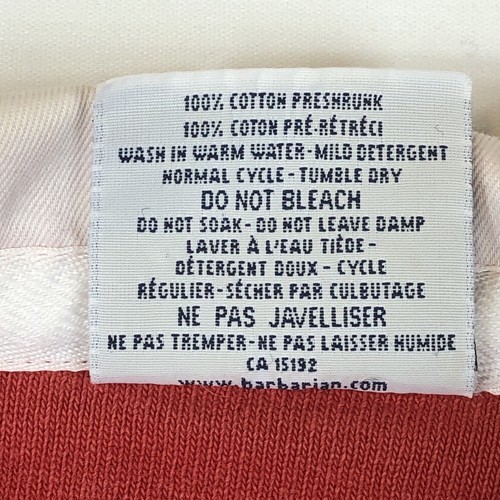 100% COTTON PRESHRUNK
100% COTON PRÉ-RÉTRÉCI
WASH IN WARM WATER-MILD DETERGENT
NORMAL CYCLE-TUMBLE DRY
DO NOT BLEACH
DO NOT SOAK-DO NOT LEAVE DAMP
LAVER À L'EAU TIÈDE-
DÉTERGENT DOUX-CYCLE
RÉGULIER-SÉCHER PAR CULBUTAGE
NE PAS JAVELLISER
NE PAS TREMPER-NE PAS LAISSER HUMIDE
CA 15192
www.barbarian.com